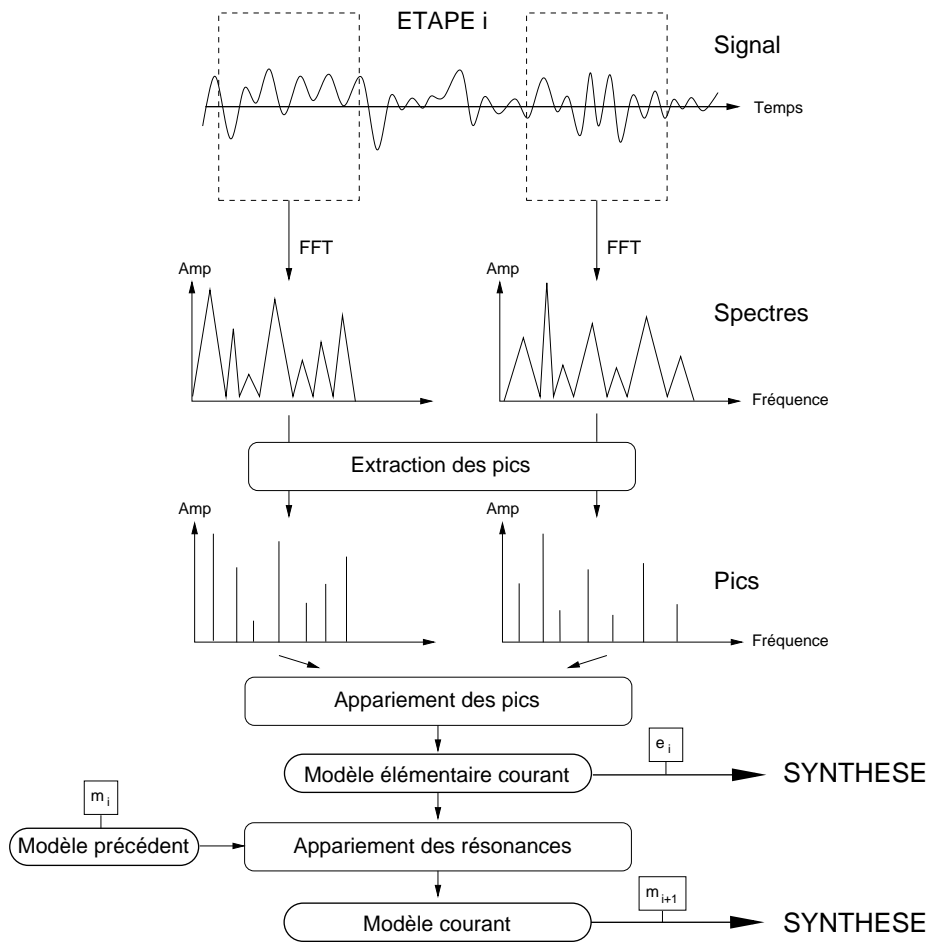 ETAPE i
Signal
Temps
FFT
FFT
Amp
Amp
Spectres
Fréquence
Extraction des pics
Amp
Amp
Pics
Fréquence
Appariement des pics
e i
Modèle élémentaire courant
SYNTHESE
m i
Modèle précédent
Appariement des résonances
m i+1
Modèle courant
SYNTHESE